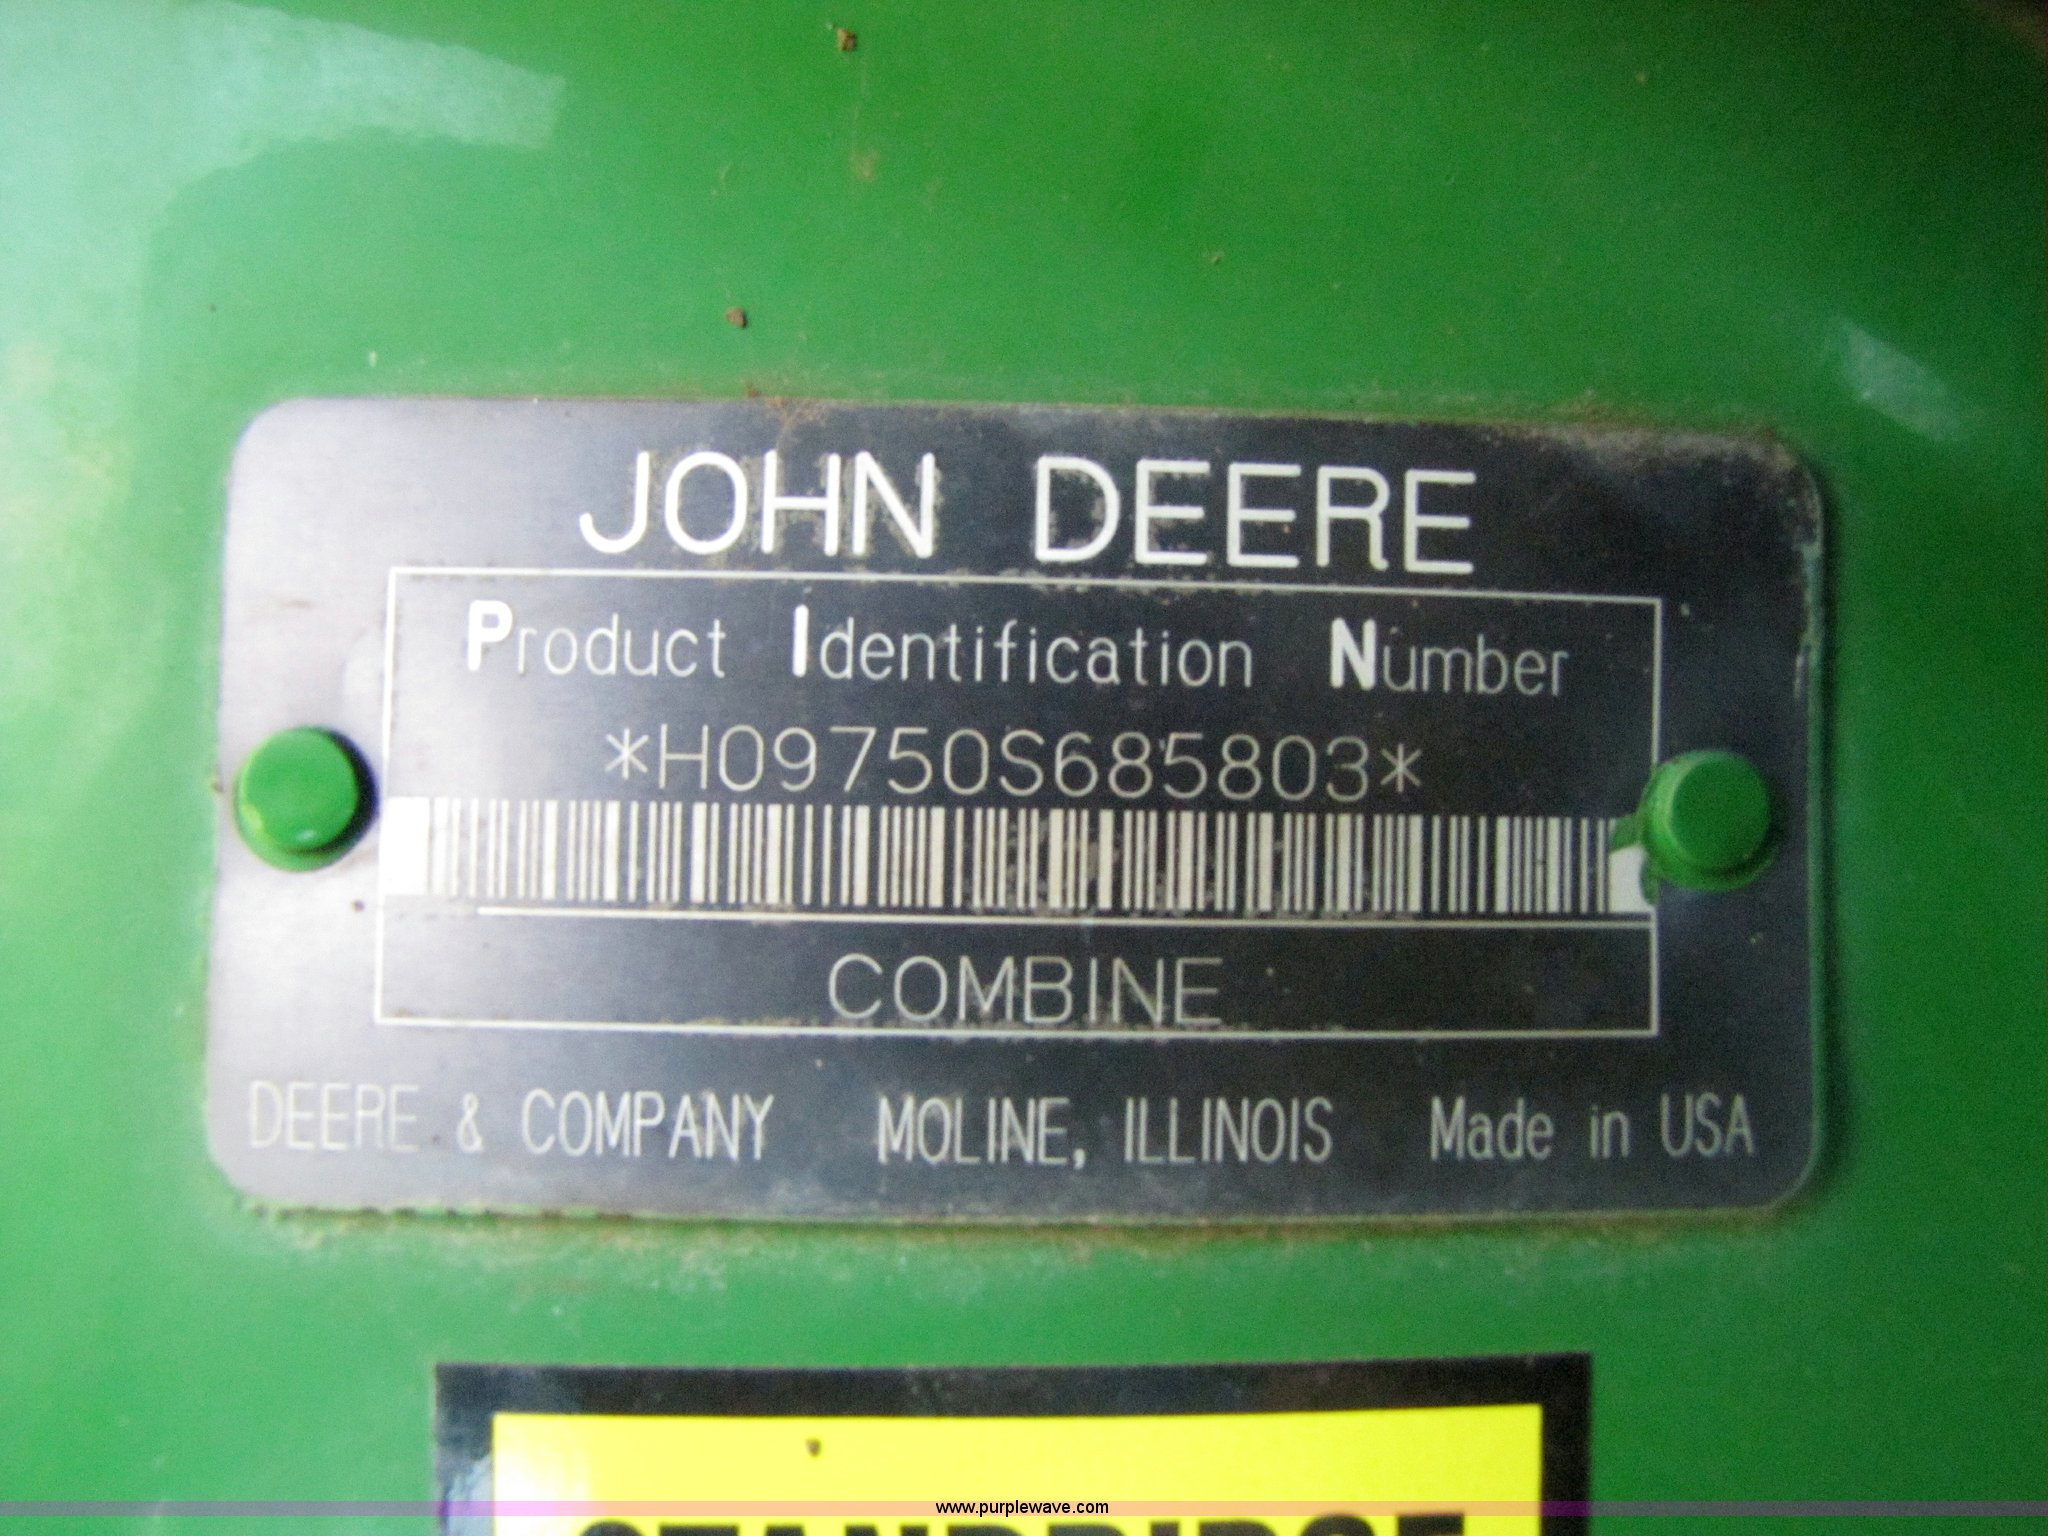 JOHN DEERE
Product Identification Number
*H09750S685803*
COMBINE
DEERE & COMPANY MOLINE, ILLINOIS Made in USA
www.purplewave.com